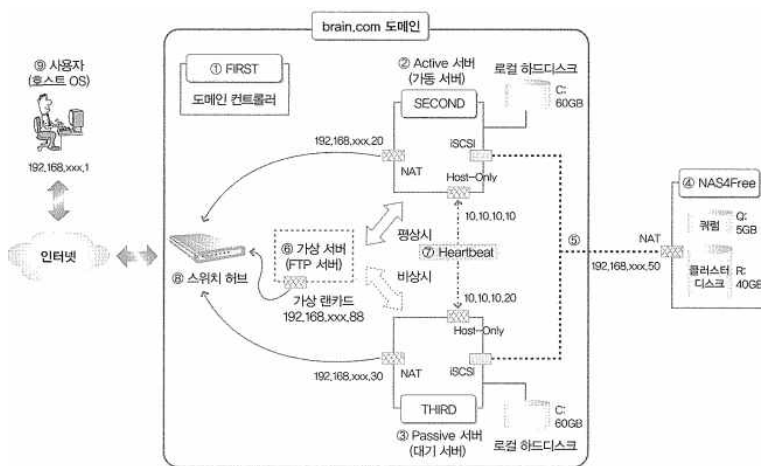 brain.com 도메인
⑨ 사용자
(호스트 OS)
192.168.xxx.1
① FIRST
도메인 컨트롤러
② Active 서버
(가동 서버)
SECOND
로컬 하드디스크
C:
60GB
192.168.xxx.20
NAT
iSCSI
Host-Only
10.10.10.10
④ NAS4Free
쿼럼
Q:
5GB
NAT
192.168.xxx.50
클러스터
디스크
R:
40GB
⑤
인터넷
⑧ 스위치 허브
⑥ 가상 서버
(FTP 서버)
가상 랜카드
192.168.xxx.88
평상시
비상시
⑦ Heartbeat
10.10.10.20
Host-Only
192.168.xxx.30
NAT
iSCSI
THIRD
③ Passive 서버
(대기 서버)
C:
60GB
로컬 하드디스크